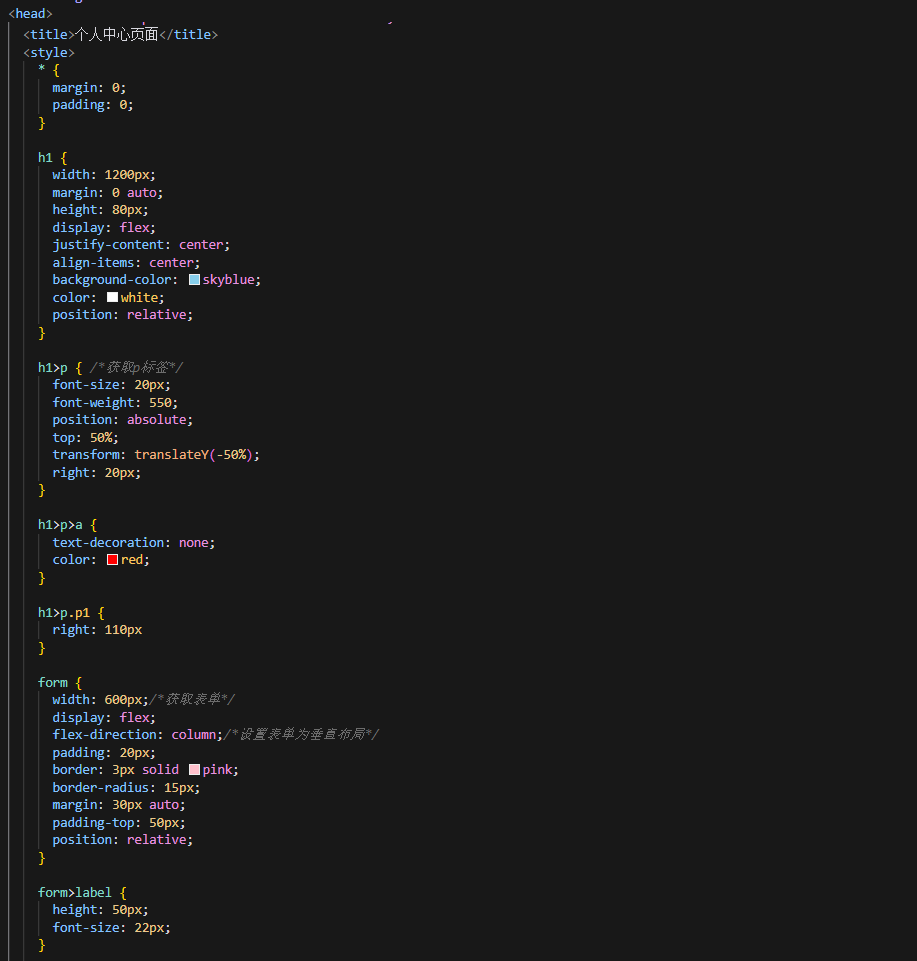 <head>
<title>个人中心页面</title>
<style>
* {
margin: 0;
padding: 0;
}
h1 {
width: 1200px;
margin: 0 auto;
height: 80px;
display: flex;
justify-content: center;
align-items: center;
background-color: skyblue;
color: white;
position: relative;
}
h1>p { /*获取p标签*/
font-size: 20px;
font-weight: 550;
position: absolute;
top: 50%;
transform: translateY(-50%);
right: 20px;
}
h1>p>a {
text-decoration: none;
color: red;
}
h1>p.p1 {
right: 110px
}
form {
width: 600px;/*获取表单*/
display: flex;
flex-direction: column;/*设置表单为垂直布局*/
padding: 20px;
border: 3px solid pink;
border-radius: 15px;
margin: 30px auto;
padding-top: 50px;
position: relative;
}
form>label {
height: 50px;
font-size: 22px;
}